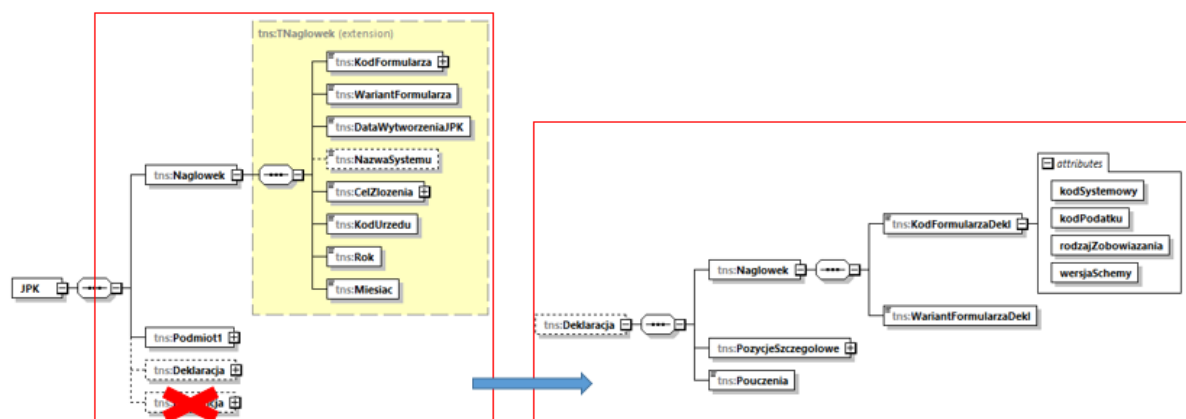 tns:TNaglowek (extension)
tns:KodFormularza
tns:WariantFormularza
tns:DataWytworzeniaJPK
tns:NazwaSystemu
tns:Naglowek
tns:CelZlozenia
tns:KodUrzedu
tns:Rok
tns:Miesiac
JPK
tns:Podmiot1
tns:Deklaracja
attributes
kodSystemowy
kodPodatku
tns:KodFormularzaDekl
rodzajZobowiazania
wersjaSchemy
tns:Naglowek
tns:WariantFormularzaDekl
tns:Deklaracja
tns:PozycjeSzczegolowe
tns:Pouczenia